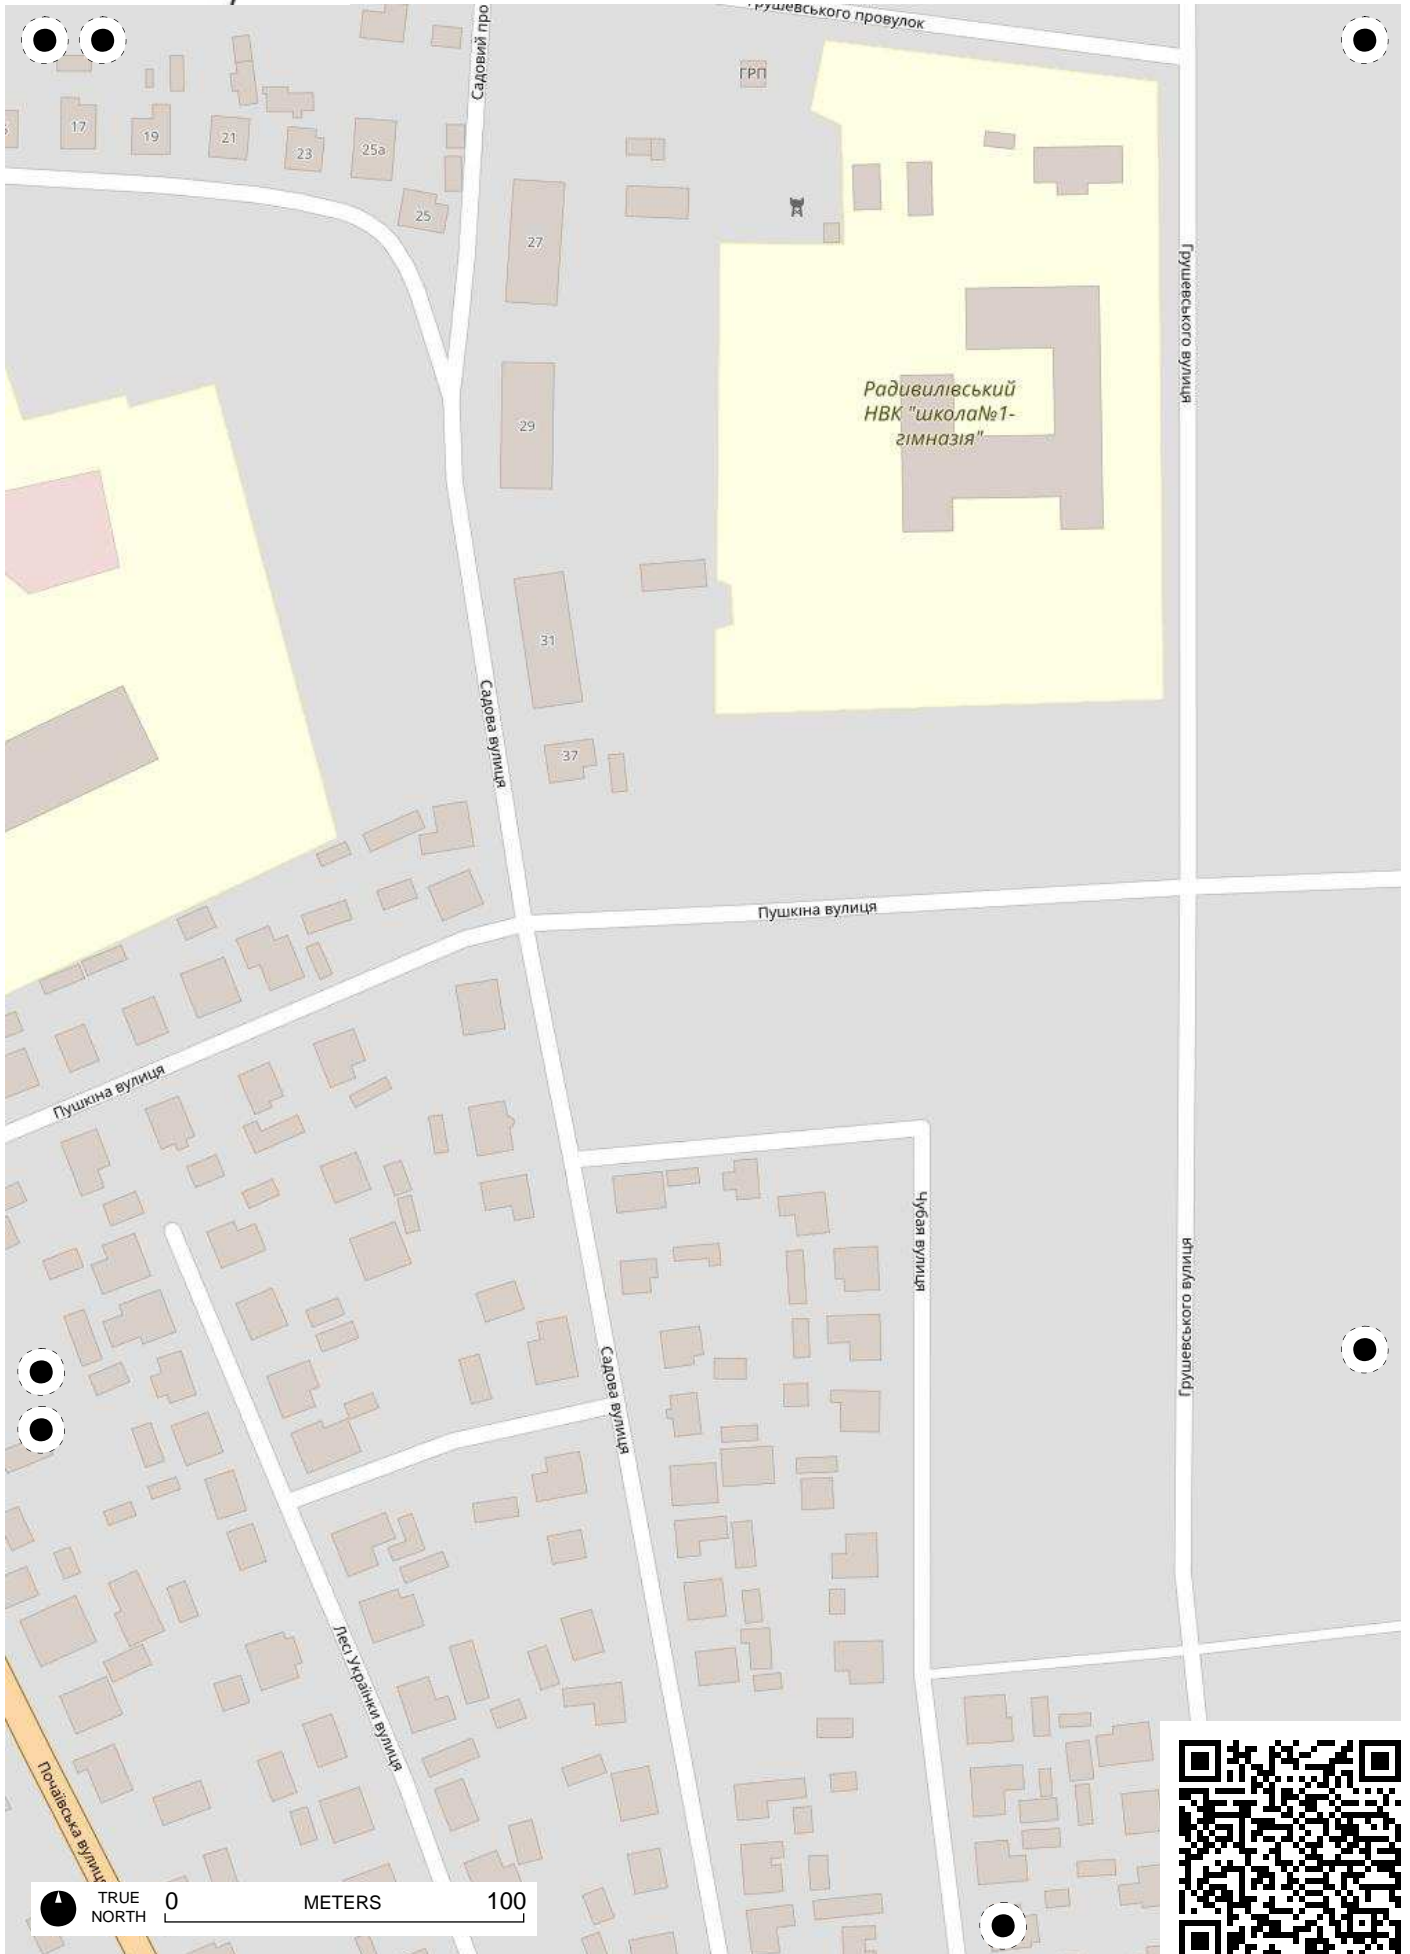 Грушевського провулок
Садовий про
ГРП
17
19
21
23
25а
25
27
Грушевського вулиця
Радивилівський
НВК "школа№1-
гімназія"
29
31
Садова вулиця
37
Пушкіна вулиця
Пушкіна вулиця
Чубая вулиця
Грушевського вулиця
Садова вулиця
Лесі Українки вулиця
Почаївська вулиця
TRUE
NORTH
0 METERS 100